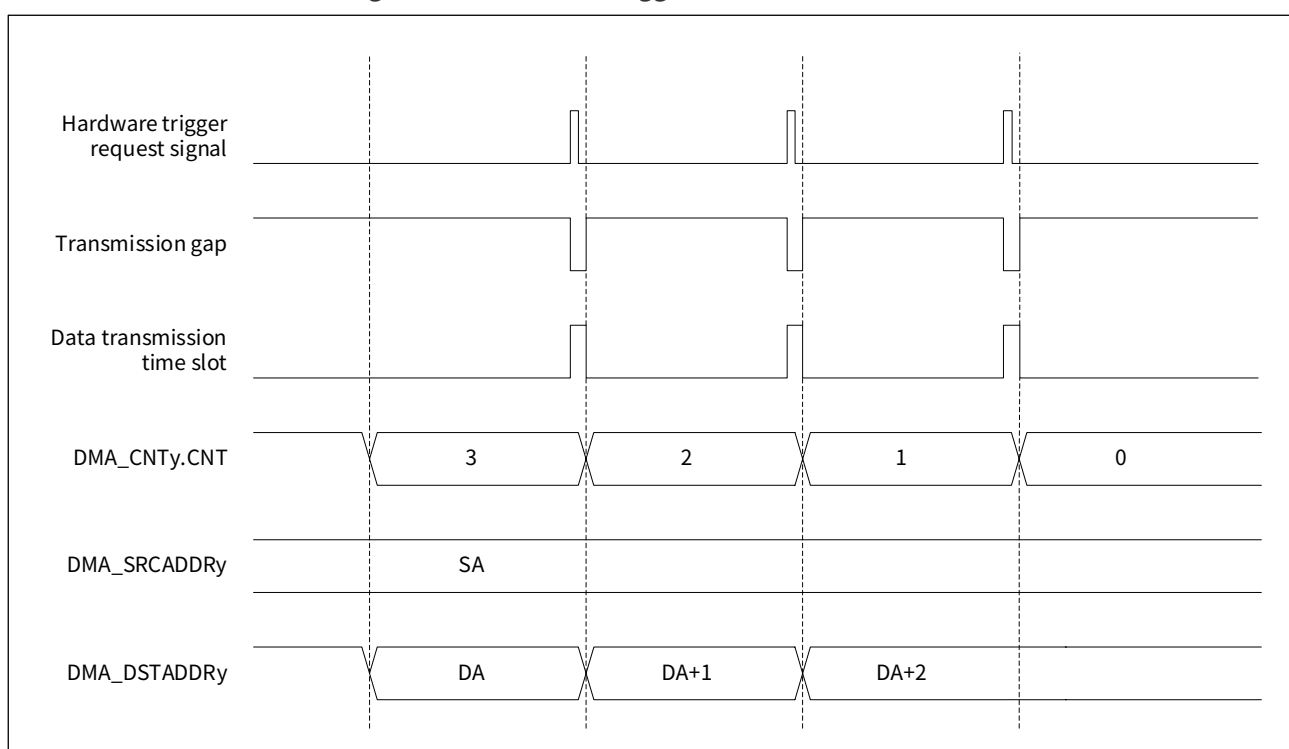 Hardware trigger
request signal
Transmission gap
Data transmission
time slot
DMA_CNTy.CNT
3
2
1
0
DMA_SRCADDRy
SA
DMA_DSTADDRy
DA
DA+1
DA+2